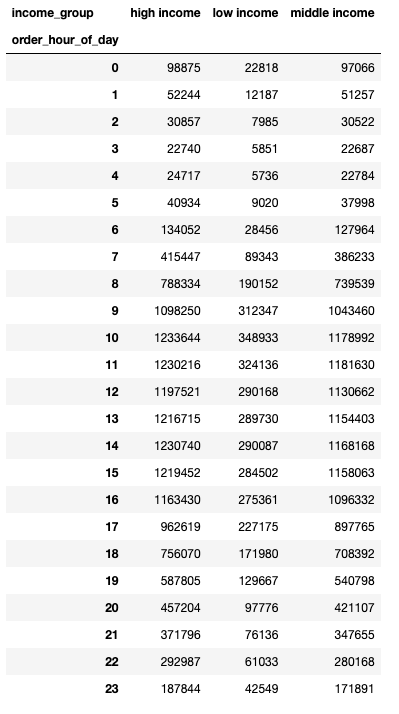 income_group high income low income middle income
order_hour_of_day
0 98875 22818 97066
1 52244 12187 51257
2 30857 7985 30522
3 22740 5851 22687
4 24717 5736 22784
5 40934 9020 37998
6 134052 28456 127964
7 415447 89343 386233
8 788334 190152 739539
9 1098250 312347 1043460
10 1233644 348933 1178992
11 1230216 324136 1181630
12 1197521 290168 1130662
13 1216715 289730 1154403
14 1230740 290087 1168168
15 1219452 284502 1158063
16 1163430 275361 1096332
17 962619 227175 897765
18 756070 171980 708392
19 587805 129667 540798
20 457204 97776 421107
21 371796 76136 347655
22 292987 61033 280168
23 187844 42549 171891